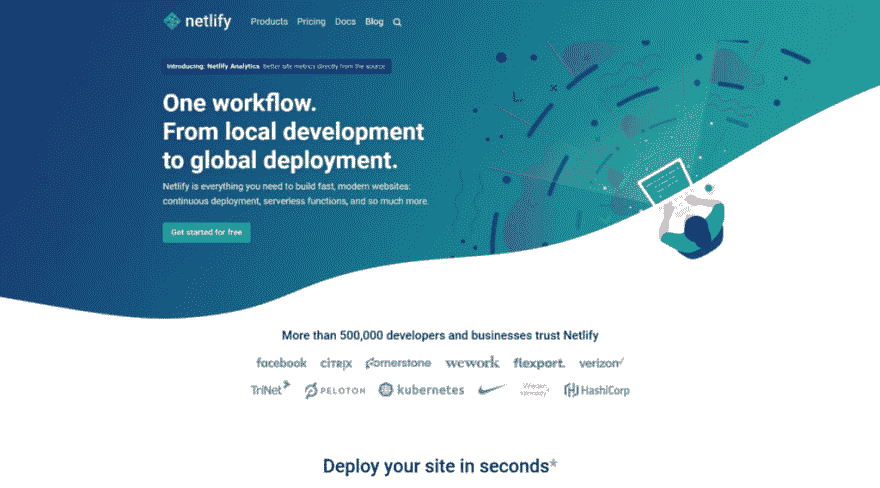 netlify Products Pricing Docs Blog
Introducing: Netlify Analytics Better site metrics directly from the source
One workflow.
From local development
to global deployment.
Netlify is everything you need to build fast, modern websites:
continuous deployment, serverless functions, and so much more.
Get started for free
More than 500,000 developers and businesses trust Netlify
facebook citrix cornerstone wework flexport. verizon✓
TriNet PELOTON kubernetes HashiCorp
Deploy your site in seconds*